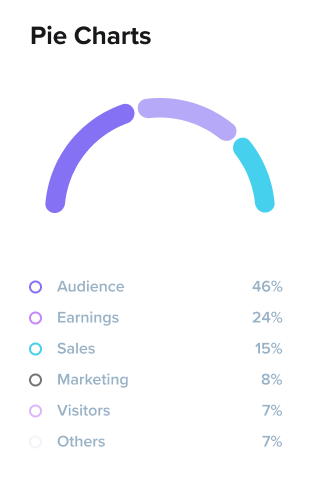 Pie Charts
Audience 46%
Earnings 24%
Sales 15%
Marketing 8%
Visitors 7%
Others 7%